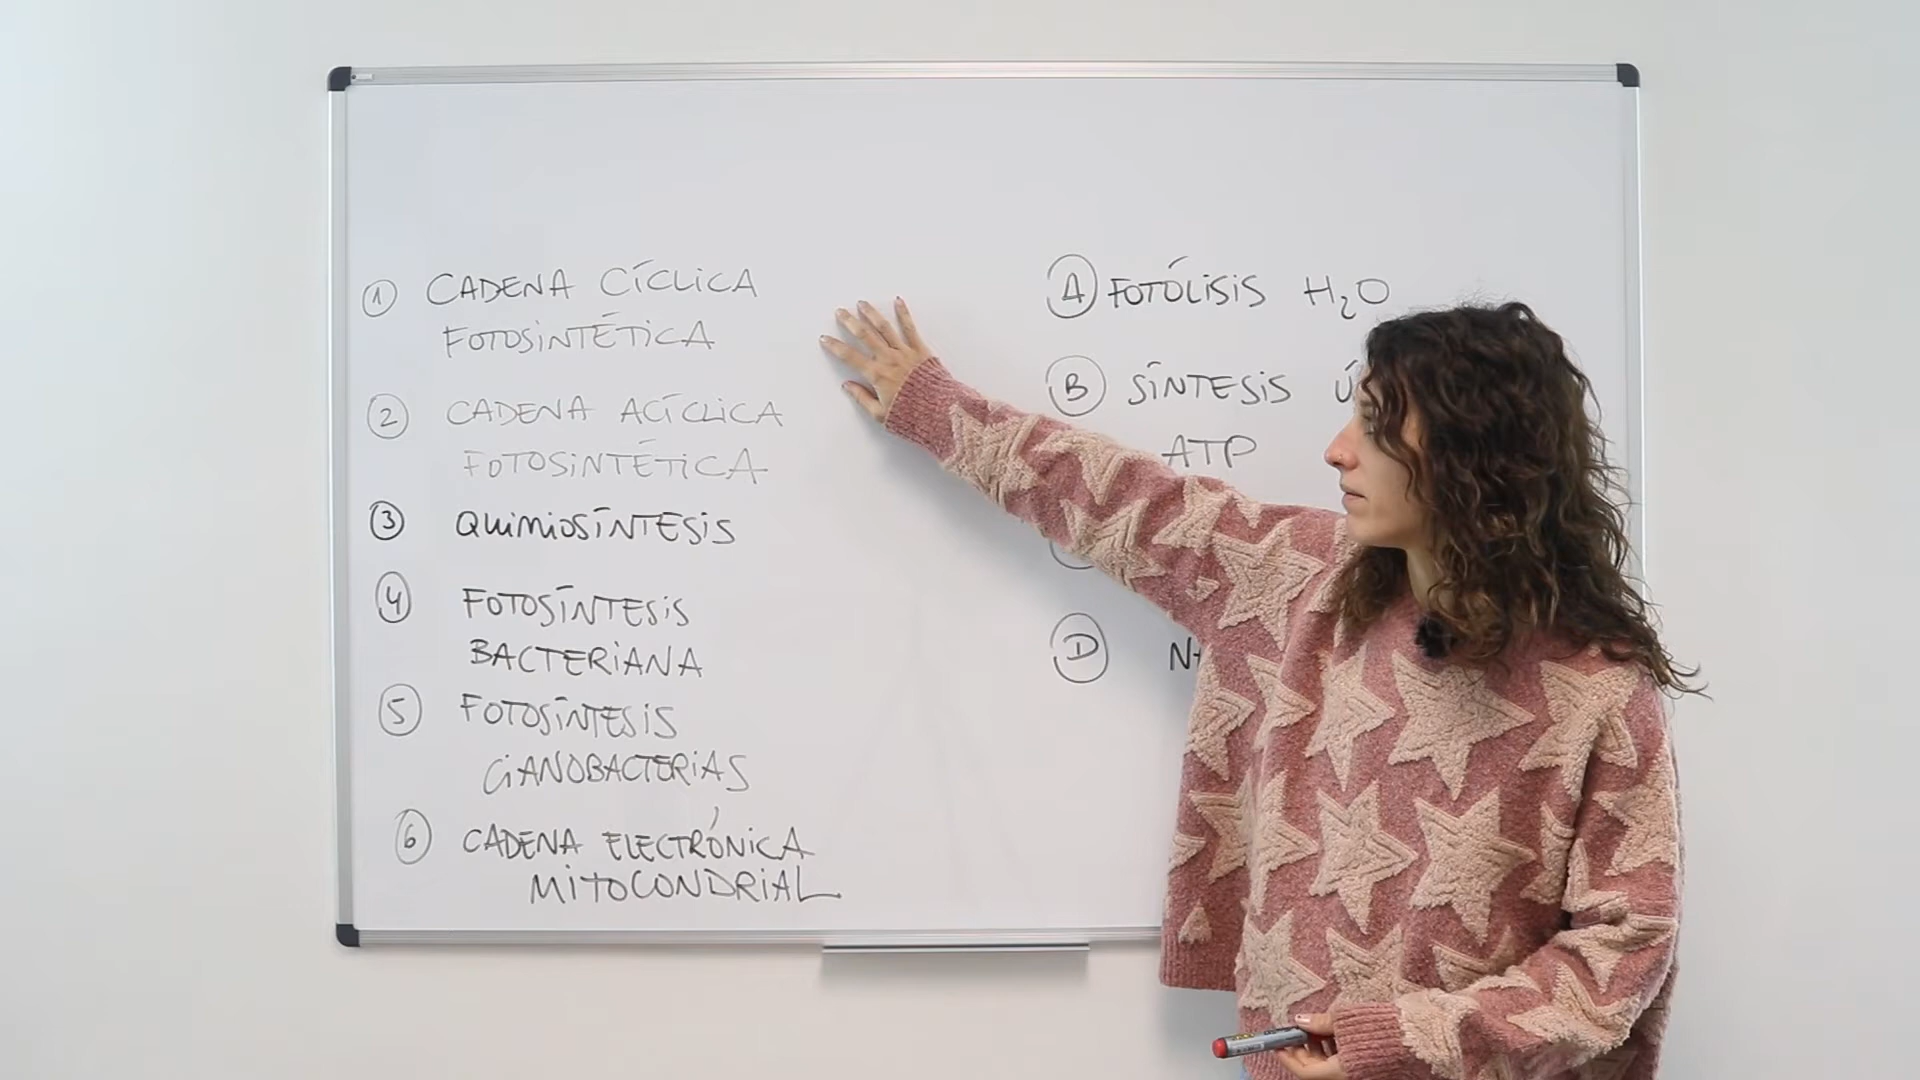 1 CADENA CÍCLICA
FOTOSINTÉTICA
2 CADENA ACÍCLICA
FOTOSINTÉTICA
3 QUIMIOSÍNTESIS
4 FOTOSÍNTESIS
BACTERIANA
5 FOTOSÍNTESIS
CIANOBACTERIAS
6 CADENA ELECTRÓNICA
MITOCONDRIAL
A FOTÓLISIS H₂O
B SÍNTESIS
ATP
D